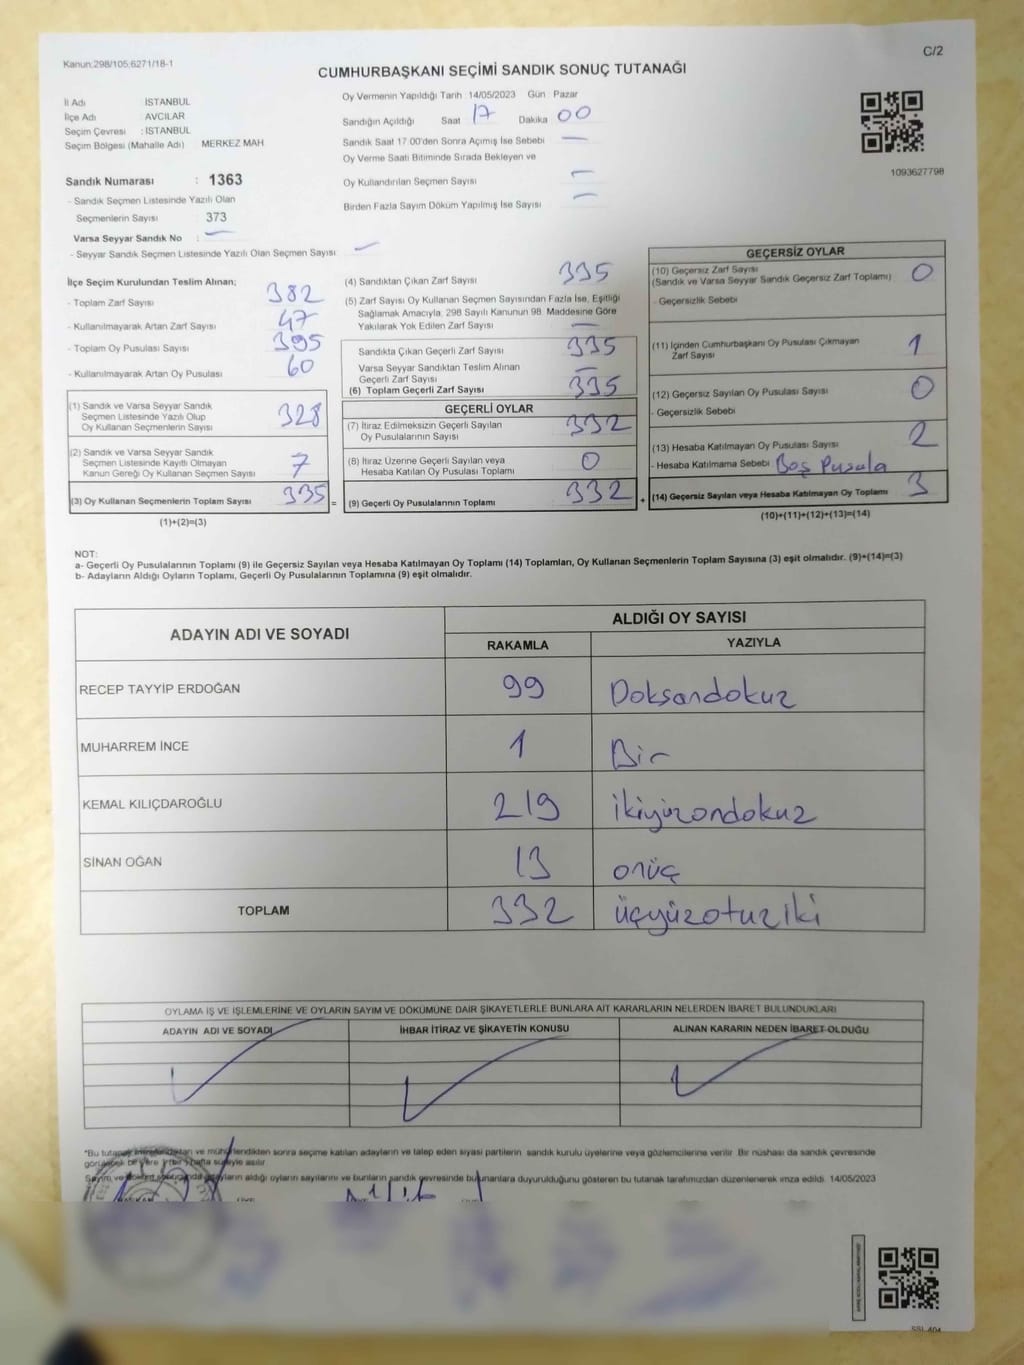 Kanun:298/105:6271/18-1
C/2
CUMHURBAŞKANI SEÇİMİ SANDIK SONUÇ TUTANAĞI
İl Adı İSTANBUL
İlçe Adı AVCILAR
Seçim Çevresi : İSTANBUL
Seçim Bölgesi (Mahalle Adı) MERKEZ MAH
Sandık Numarası : 1363
- Sandık Seçmen Listesinde Yazılı Olan
Seçmenlerin Sayısı 373
Varsa Seyyar Sandık No : —
- Seyyar Sandık Seçmen Listesinde Yazılı Olan Seçmen Sayısı —
Oy Vermenin Yapıldığı Tarih : 14/05/2023 Gün : Pazar
Sandığın Açıldığı Saat 17 Dakika 00
Sandık Saat 17:00'den Sonra Açımış İse Sebebi —
Oy Verme Saati Bitiminde Sırada Bekleyen ve
Oy Kullandırılan Seçmen Sayısı —
Birden Fazla Sayım Döküm Yapılmış İse Sayısı —
1093627798
İlçe Seçim Kurulundan Teslim Alınan;
- Toplam Zarf Sayısı 382
- Kullanılmayarak Artan Zarf Sayısı 47
- Toplam Oy Pusulası Sayısı 395
- Kullanılmayarak Artan Oy Pusulası 60
(1) Sandık ve Varsa Seyyar Sandık
Seçmen Listesinde Yazılı Olup
Oy Kullanan Seçmenlerin Sayısı 328
(2) Sandık ve Varsa Seyyar Sandık
Seçmen Listesinde Kayıtlı Olmayan
Kanun Gereği Oy Kullanan Seçmen Sayısı 7
(3) Oy Kullanan Seçmenlerin Toplam Sayısı 335 =
(1)+(2)=(3)
(4) Sandıktan Çıkan Zarf Sayısı 335
(5) Zarf Sayısı Oy Kullanan Seçmen Sayısından Fazla İse, Eşitliği
Sağlamak Amacıyla, 298 Sayılı Kanunun 98. Maddesine Göre
Yakılarak Yok Edilen Zarf Sayısı —
Sandıkta Çıkan Geçerli Zarf Sayısı 335
Varsa Seyyar Sandıktan Teslim Alınan
Geçerli Zarf Sayısı —
(6) Toplam Geçerli Zarf Sayısı 335
GEÇERLİ OYLAR
(7) İtiraz Edilmeksizin Geçerli Sayılan
Oy Pusulalarının Sayısı 332
(8) İtiraz Üzerine Geçerli Sayılan veya
Hesaba Katılan Oy Pusulası Toplamı 0
(9) Geçerli Oy Pusulalarının Toplamı 332 +
GEÇERSİZ OYLAR
(10) Geçersiz Zarf Sayısı
(Sandık ve Varsa Seyyar Sandık Geçersiz Zarf Toplamı) 0
- Geçersizlik Sebebi
(11) İçinden Cumhurbaşkanı Oy Pusulası Çıkmayan
Zarf Sayısı 1
(12) Geçersiz Sayılan Oy Pusulası Sayısı 0
- Geçersizlik Sebebi
(13) Hesaba Katılmayan Oy Pusulası Sayısı 2
- Hesaba Katılmama Sebebi Boş Pusula
(14) Geçersiz Sayılan veya Hesaba Katılmayan Oy Toplamı 3
(10)+(11)+(12)+(13)=(14)
NOT:
a- Geçerli Oy Pusulalarının Toplamı (9) ile Geçersiz Sayılan veya Hesaba Katılmayan Oy Toplamı (14) Toplamları, Oy Kullanan Seçmenlerin Toplam Sayısına (3) eşit olmalıdır. (9)+(14)=(3)
b- Adayların Aldığı Oyların Toplamı, Geçerli Oy Pusulalarının Toplamına (9) eşit olmalıdır.
ADAYIN ADI VE SOYADI ALDIĞI OY SAYISI
RAKAMLA YAZIYLA
RECEP TAYYİP ERDOĞAN 99 Doksandokuz
MUHARREM İNCE 1 Bir
KEMAL KILIÇDAROĞLU 219 ikiyüzondokuz
SİNAN OĞAN 13 onüç
TOPLAM 332 üçyüzotuziki
OYLAMA İŞ VE İŞLEMLERİNE VE OYLARIN SAYIM VE DÖKÜMÜNE DAİR ŞİKAYETLERLE BUNLARA AİT KARARLARIN NELERDEN İBARET BULUNDUKLARI
ADAYIN ADI VE SOYADI İHBAR İTİRAZ VE ŞİKAYETİN KONUSU ALINAN KARARIN NEDEN İBARET OLDUĞU
*Bu tutanak ve mühürlendikten sonra seçime katılan adayların ve talep eden siyasi partilerin sandık kurulu üyelerine veya gözlemcilerine verilir. Bir nüshası da sandık çevresinde
görülecek bir yere bir hafta süreyle asılır.
Sayım ve adayların aldığı oyların sayılarını ve bunların sandık çevresinde bulunanlara duyurulduğunu gösteren bu tutanak tarafımızdan düzenlenerek imza edildi. 14/05/2023